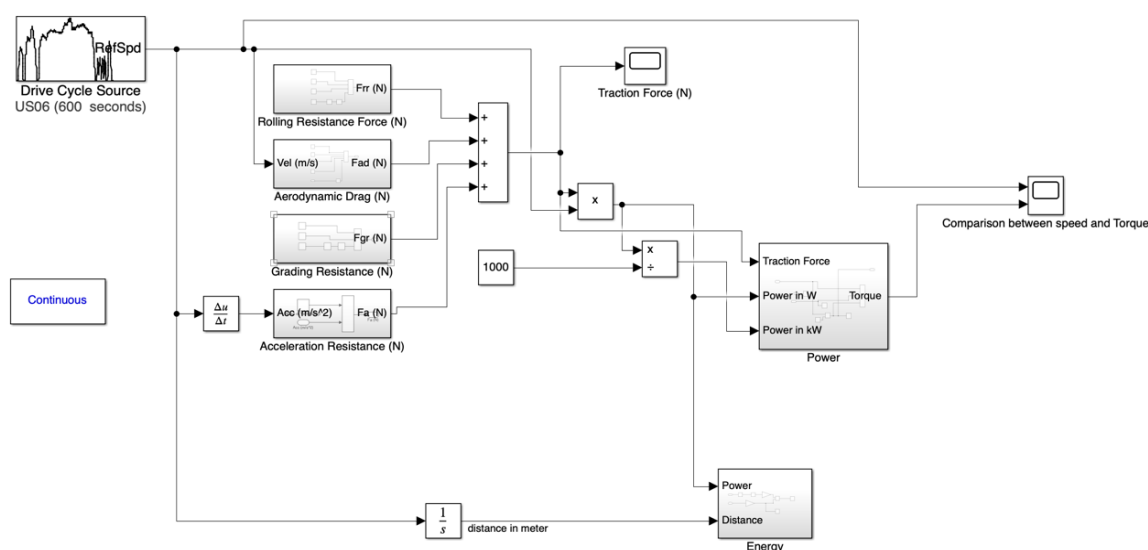 RefSpd
Drive Cycle Source
US06 (600 seconds)
Frr (N)
Rolling Resistance Force (N)
Traction Force (N)
+
+
+
+
Vel (m/s)
Fad (N)
Aerodynamic Drag (N)
x
Comparison between speed and Torque
Fgr (N)
Grading Resistance (N)
1000
x
÷
Traction Force
Power in W
Torque
Power in kW
Power
Continuous
Δu
Δt
Acc (m/s^2)
Fa (N)
Acceleration Resistance (N)
Power
Distance
Energy
1
s
distance in meter